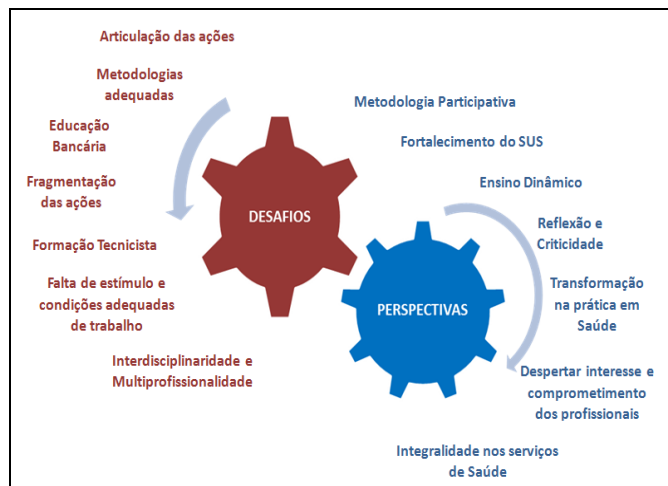 Articulação das ações
Metodologias
adequadas
Educação
Bancária
Fragmentação
das ações
Formação Tecnicista
Falta de estímulo e
condições adequadas
de trabalho
Interdisciplinaridade e
Multiprofissionalidade
DESAFIOS
Metodologia Participativa
Fortalecimento do SUS
Ensino Dinâmico
Reflexão e
Criticidade
Transformação
na prática em
Saúde
Despertar interesse e
comprometimento
dos profissionais
Integralidade nos serviços
de Saúde
PERSPECTIVAS